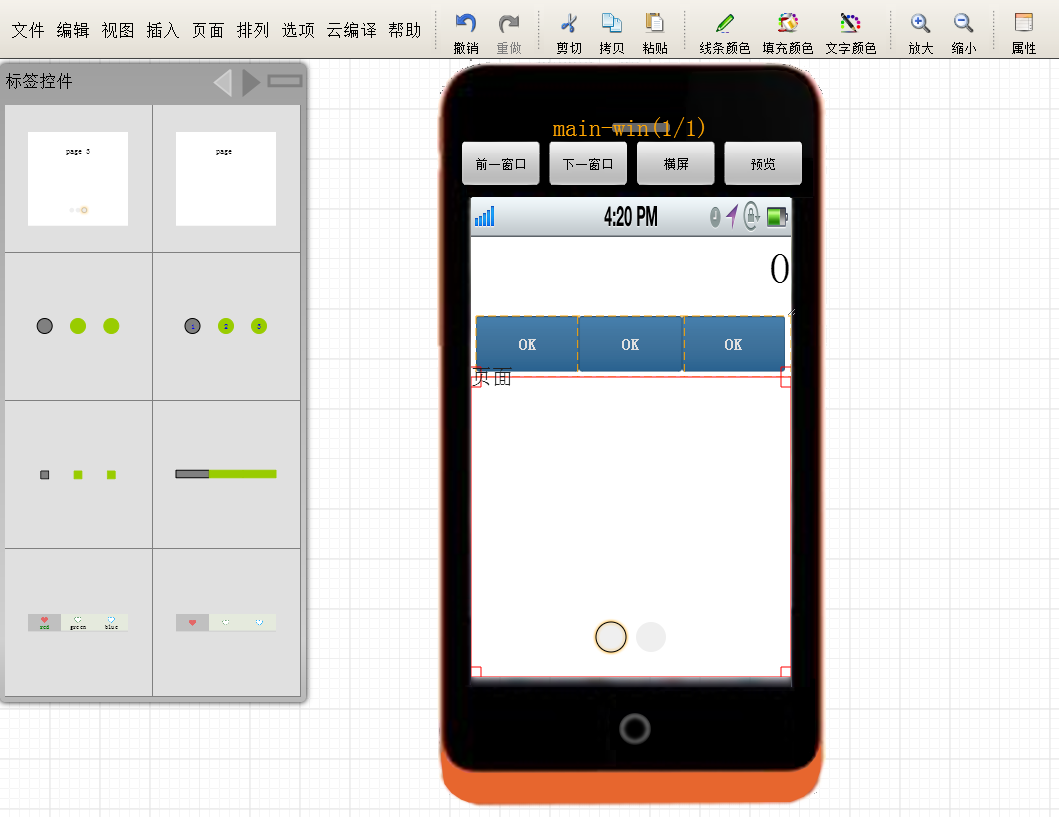 文件 编辑 视图 插入 页面 排列 选项 云编译 帮助
撤销 重做 剪切 拷贝 粘贴 线条颜色 填充颜色 文字颜色 放大 缩小 属性
标签控件
page 3
page
1 2 3
red green blue
main-win(1/1)
前一窗口 下一窗口 横屏 预览
4:20 PM
0
OK OK OK
页面